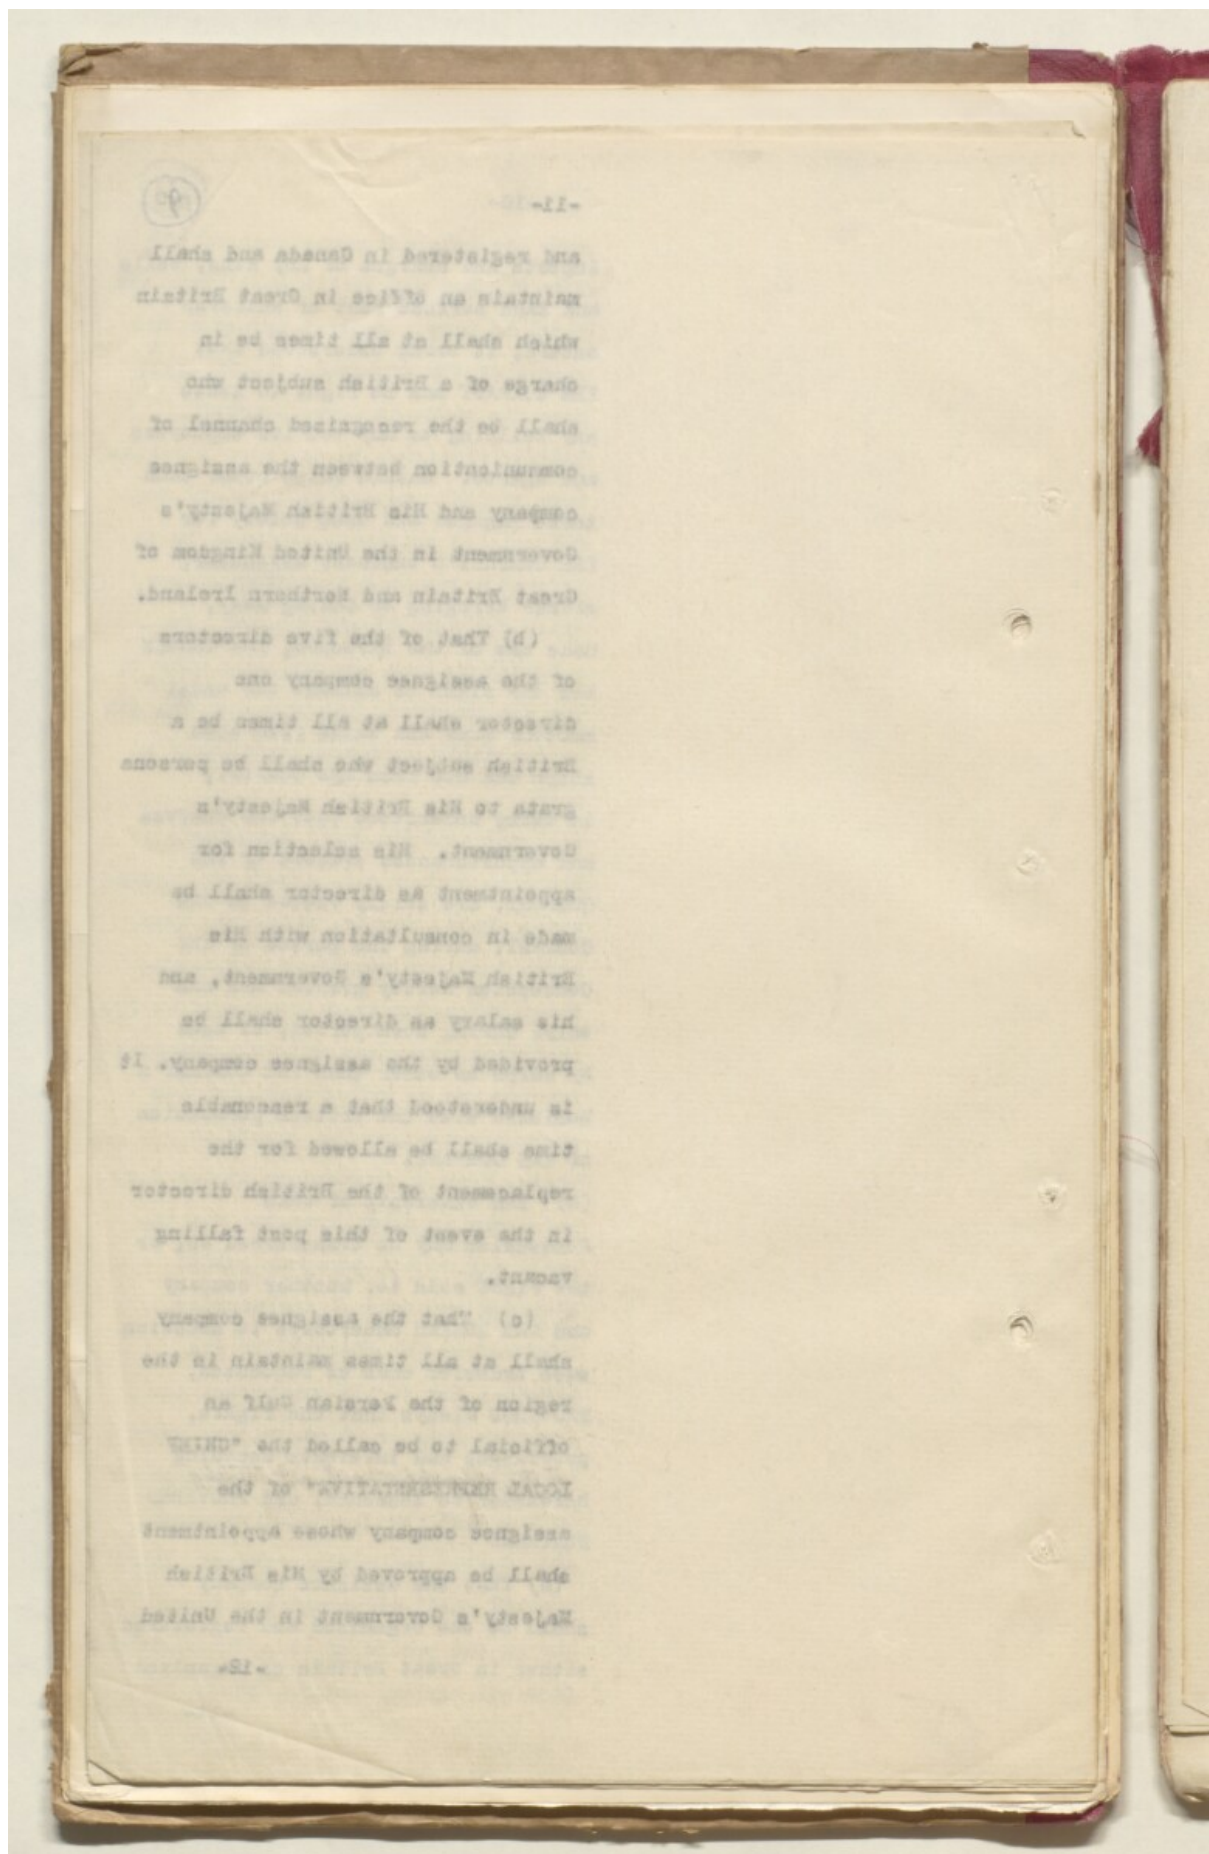 -11-
and registered in Canada and shall
maintain an office in Great Britain
which shall at all times be in
charge of a British subject who
shall be the recognised channel of
communication between the assignee
company and His British Majesty's
Government in the United Kingdom of
Great Britain and Northern Ireland.
(b) That of the five directors
of the assignee company one
director shall at all times be a
British subject who shall be persona
grata to His British Majesty's
Government. His selection for
appointment as director shall be
made in consultation with His
British Majesty's Government, and
his salary as director shall be
provided by the assignee company. It
is understood that a reasonable
time shall be allowed for the
replacement of the British director
in the event of this post falling
vacant.
(c) That the assignee company
shall at all times maintain in the
region of the Persian Gulf an
official to be called the "CHIEF
LOCAL REPRESENTATIVE" of the
assignee company whose appointment
shall be approved by His British
Majesty's Government in the United
-12-